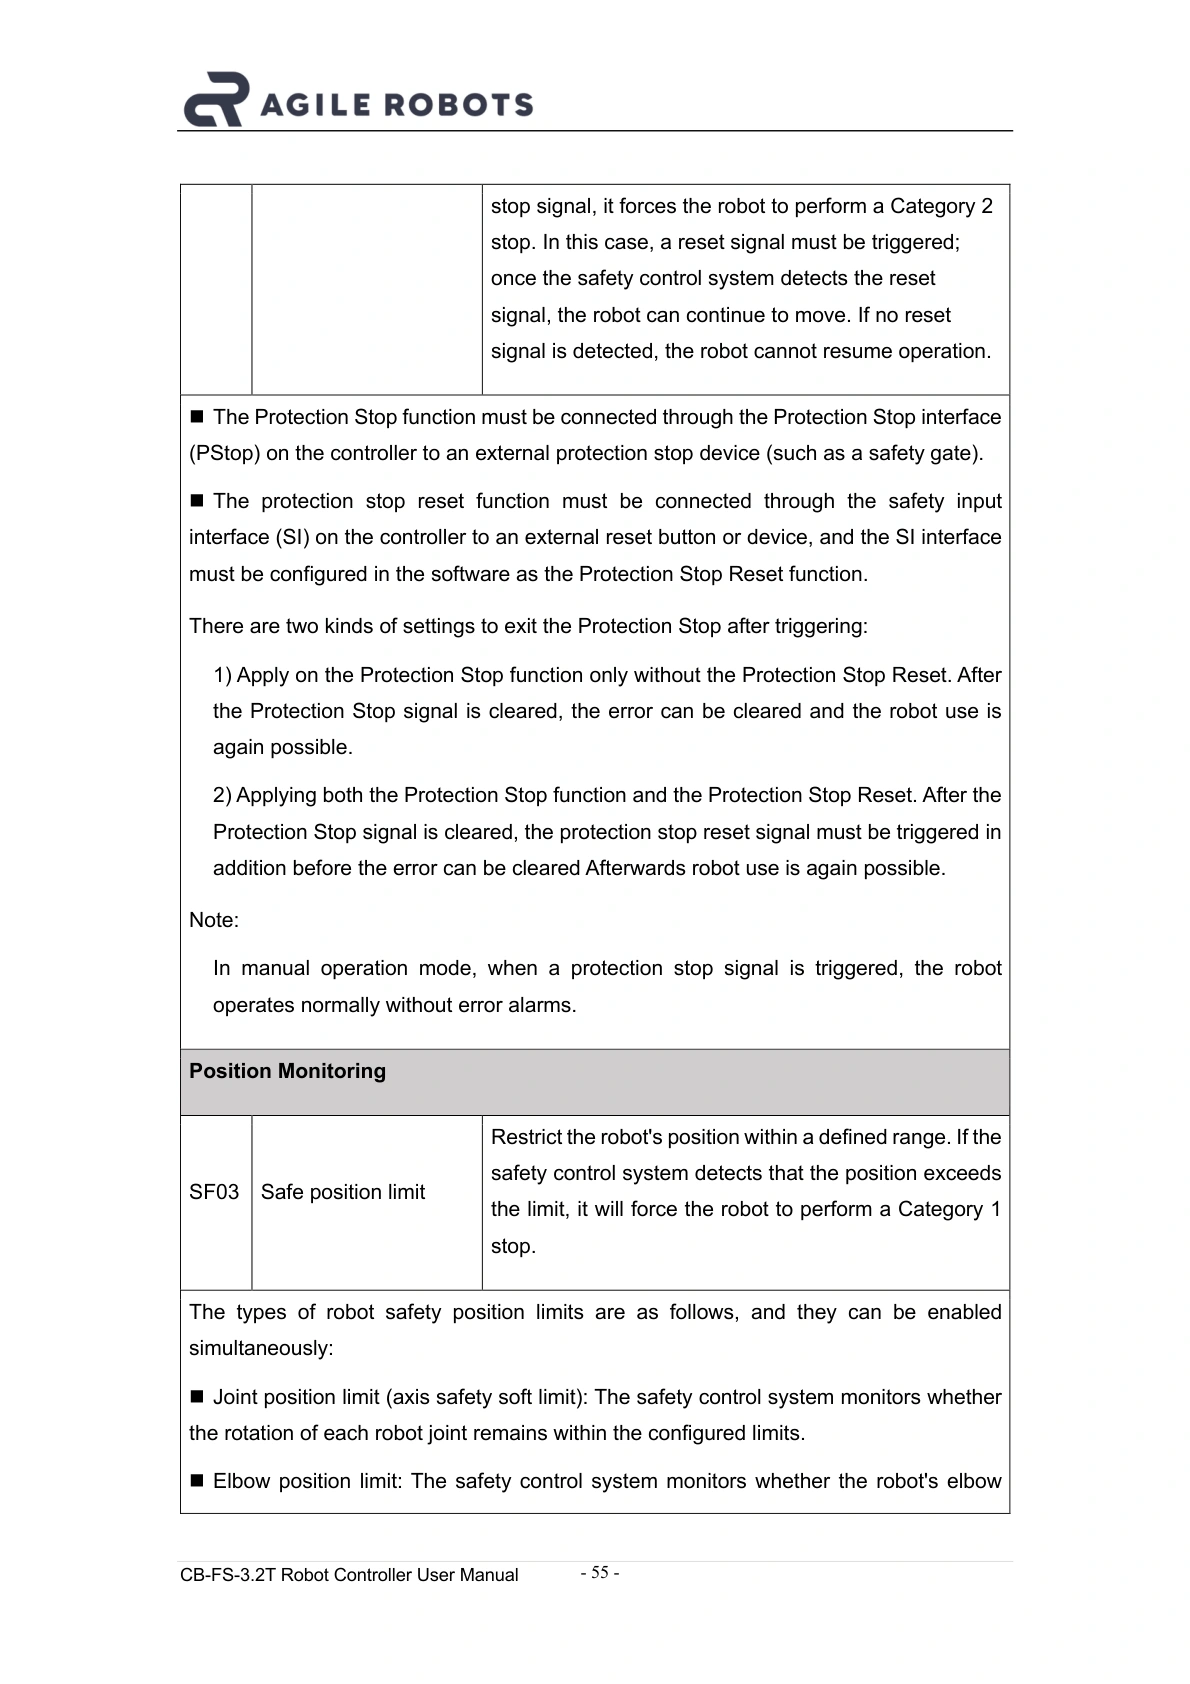 AGILE ROBOTS
stop signal, it forces the robot to perform a Category 2
stop. In this case, a reset signal must be triggered;
once the safety control system detects the reset
signal, the robot can continue to move. If no reset
signal is detected, the robot cannot resume operation.
■ The Protection Stop function must be connected through the Protection Stop interface
(PStop) on the controller to an external protection stop device (such as a safety gate).
■ The protection stop reset function must be connected through the safety input
interface (SI) on the controller to an external reset button or device, and the SI interface
must be configured in the software as the Protection Stop Reset function.
There are two kinds of settings to exit the Protection Stop after triggering:
1) Apply on the Protection Stop function only without the Protection Stop Reset. After
the Protection Stop signal is cleared, the error can be cleared and the robot use is
again possible.
2) Applying both the Protection Stop function and the Protection Stop Reset. After the
Protection Stop signal is cleared, the protection stop reset signal must be triggered in
addition before the error can be cleared Afterwards robot use is again possible.
Note:
In manual operation mode, when a protection stop signal is triggered, the robot
operates normally without error alarms.
Position Monitoring
SF03
Safe position limit
Restrict the robot's position within a defined range. If the
safety control system detects that the position exceeds
the limit, it will force the robot to perform a Category 1
stop.
The types of robot safety position limits are as follows, and they can be enabled
simultaneously:
■ Joint position limit (axis safety soft limit): The safety control system monitors whether
the rotation of each robot joint remains within the configured limits.
■ Elbow position limit: The safety control system monitors whether the robot's elbow
CB-FS-3.2T Robot Controller User Manual - 55 -